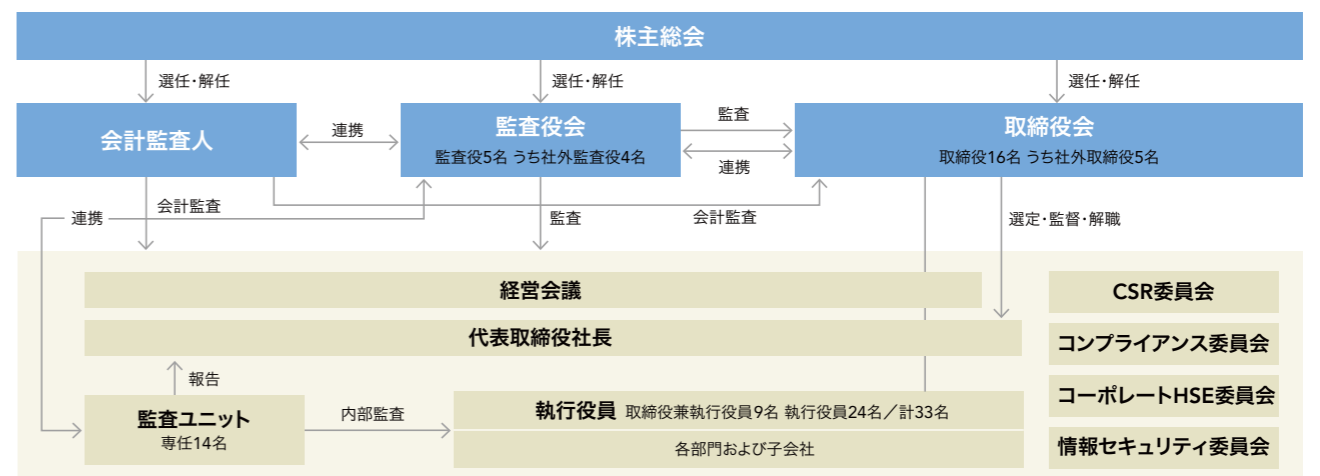 株主総会
選任・解任
選任・解任
選任・解任
会計監査人
連携
監査役会
監査役5名 うち社外監査役4名
監査
連携
取締役会
取締役16名 うち社外取締役5名
連携
会計監査
監査
会計監査
選定・監督・解職
経営会議
代表取締役社長
報告
監査ユニット
専任14名
内部監査
執行役員 取締役兼執行役員9名 執行役員24名／計33名
各部門および子会社
CSR委員会
コンプライアンス委員会
コーポレートHSE委員会
情報セキュリティ委員会